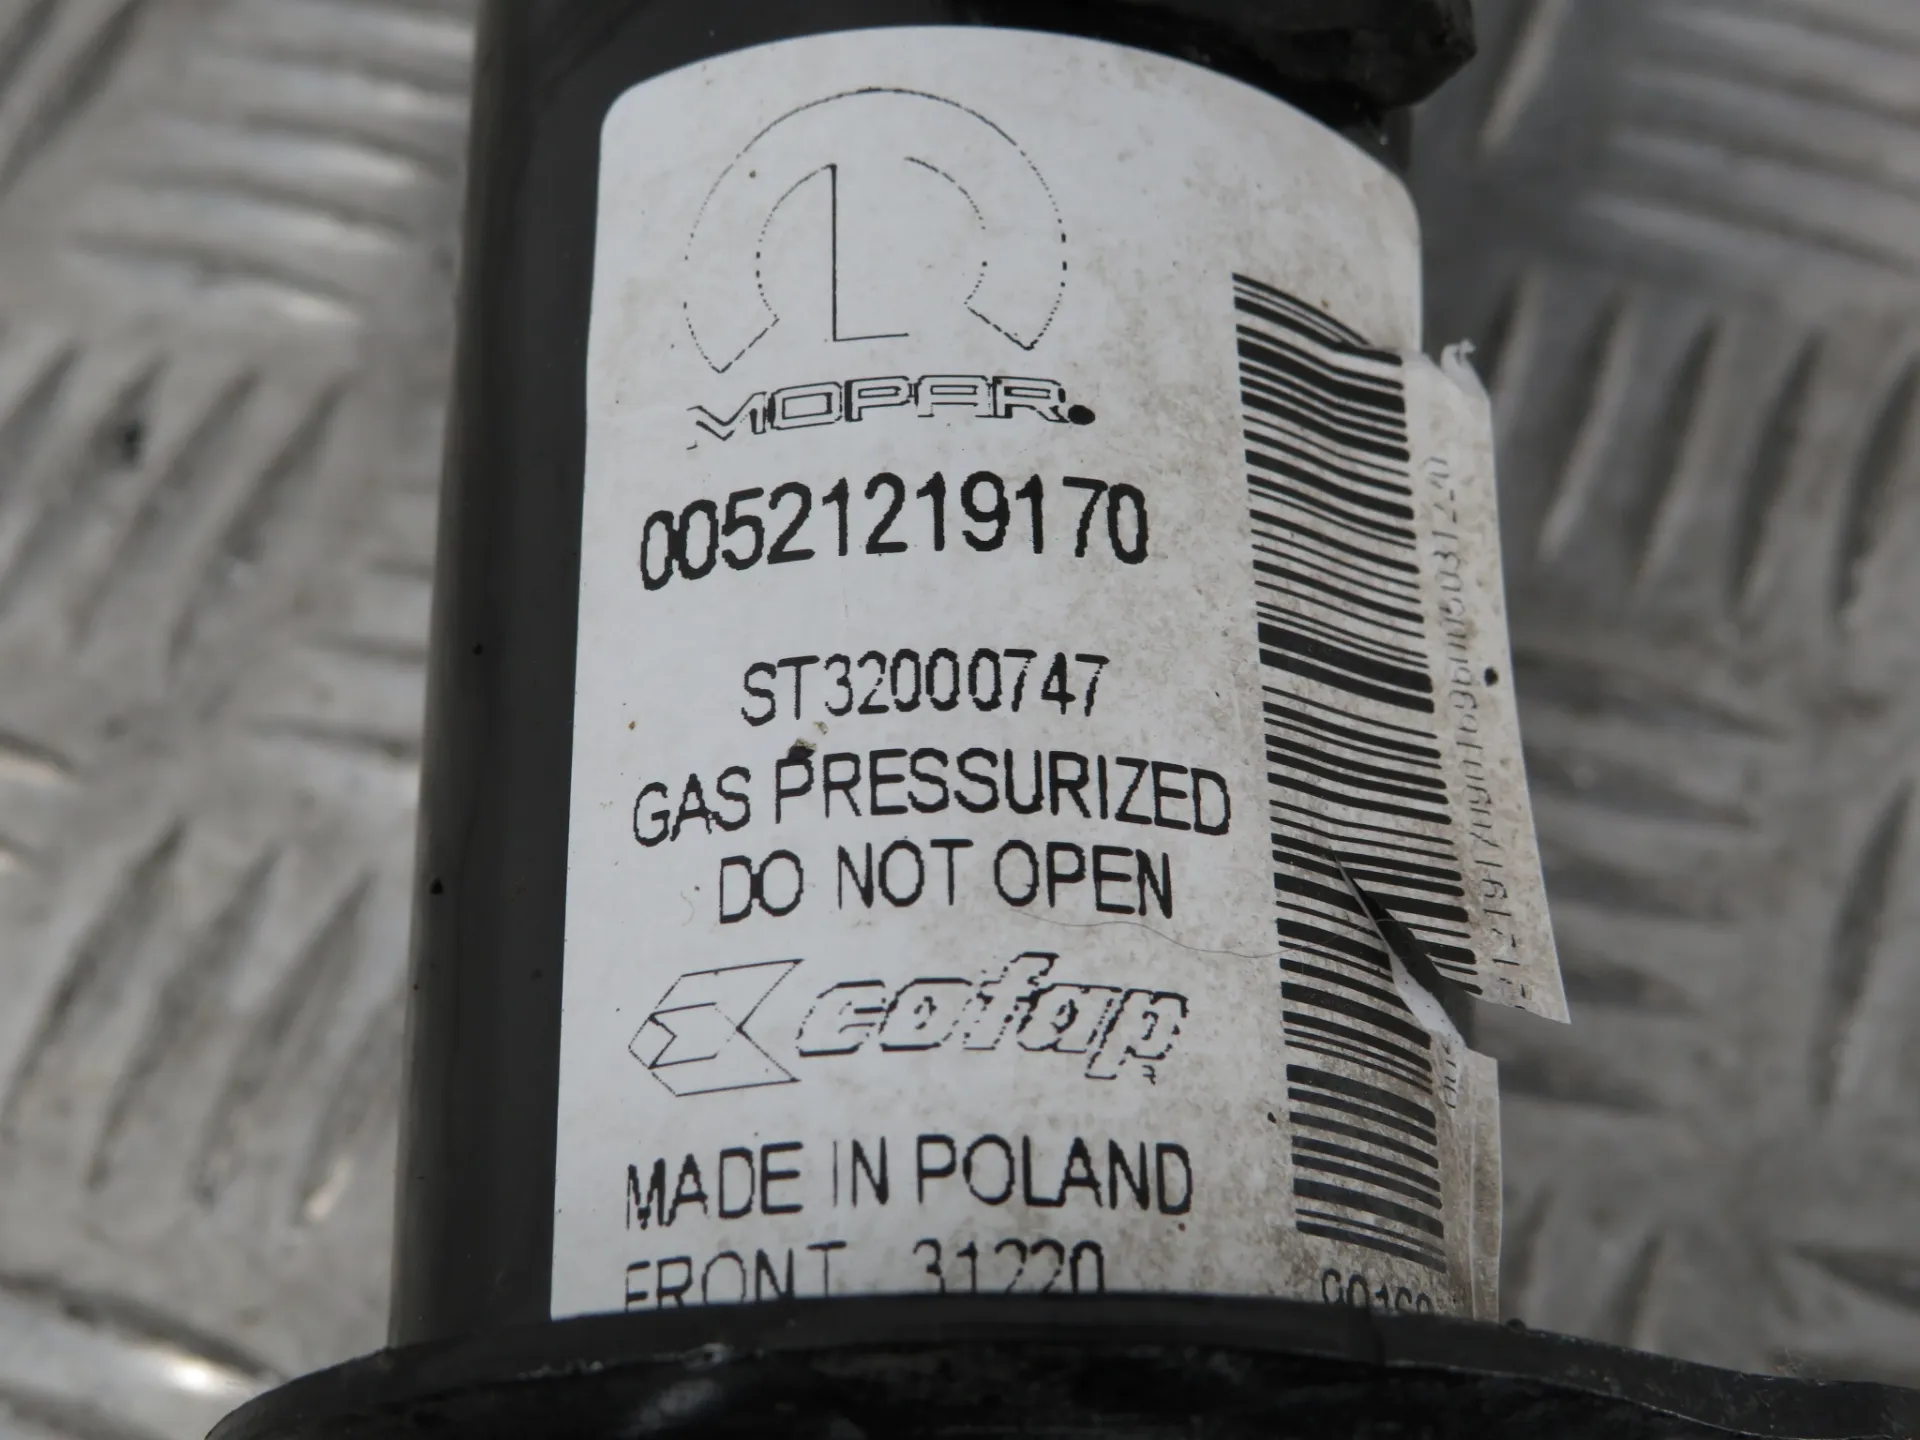 MOPAR.
00521219170
ST32000747
GAS PRESSURIZED
DO NOT OPEN
cofap
MADE IN POLAND
FRONT 31220